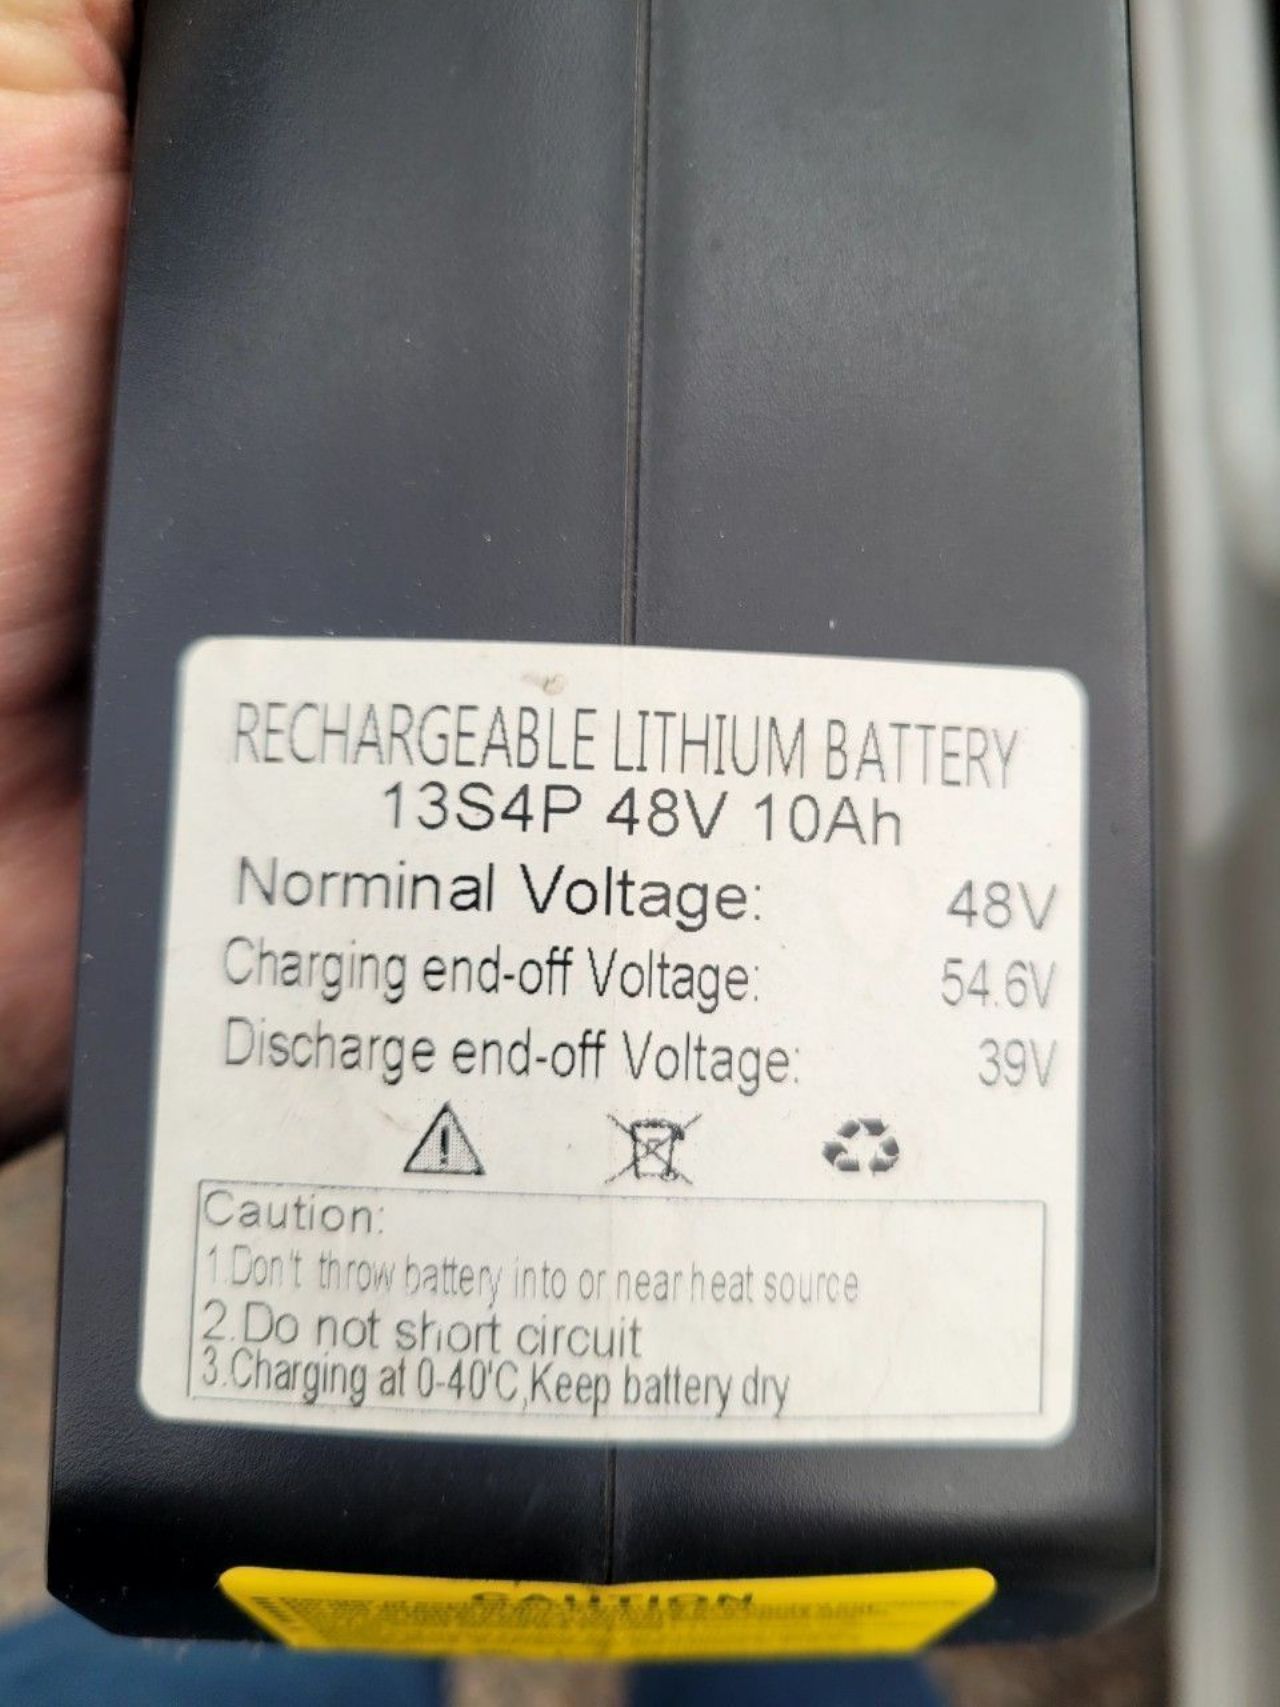 RECHARGEABLE LITHIUM BATTERY
13S4P 48V 10Ah
Norminal Voltage: 48V
Charging end-off Voltage: 54.6V
Discharge end-off Voltage: 39V
Caution:
1.Don't throw battery into or near heat source
2.Do not short circuit
3.Charging at 0-40'C,Keep battery dry
CAUTION